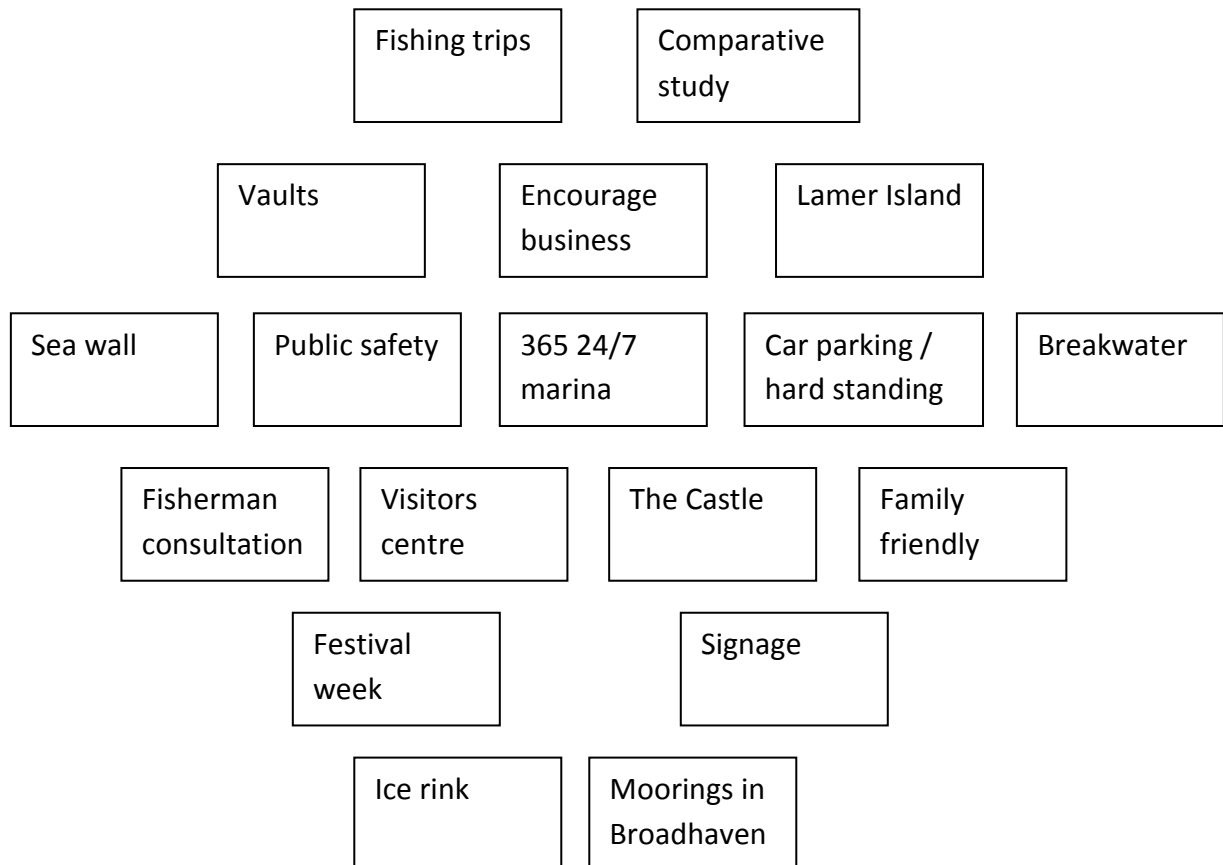 Fishing trips
Comparative
study
Vaults
Encourage
business
Lamer Island
Sea wall
Public safety
365 24/7
marina
Car parking /
hard standing
Breakwater
Fisherman
consultation
Visitors
centre
The Castle
Family
friendly
Festival
week
Signage
Ice rink
Moorings in
Broadhaven